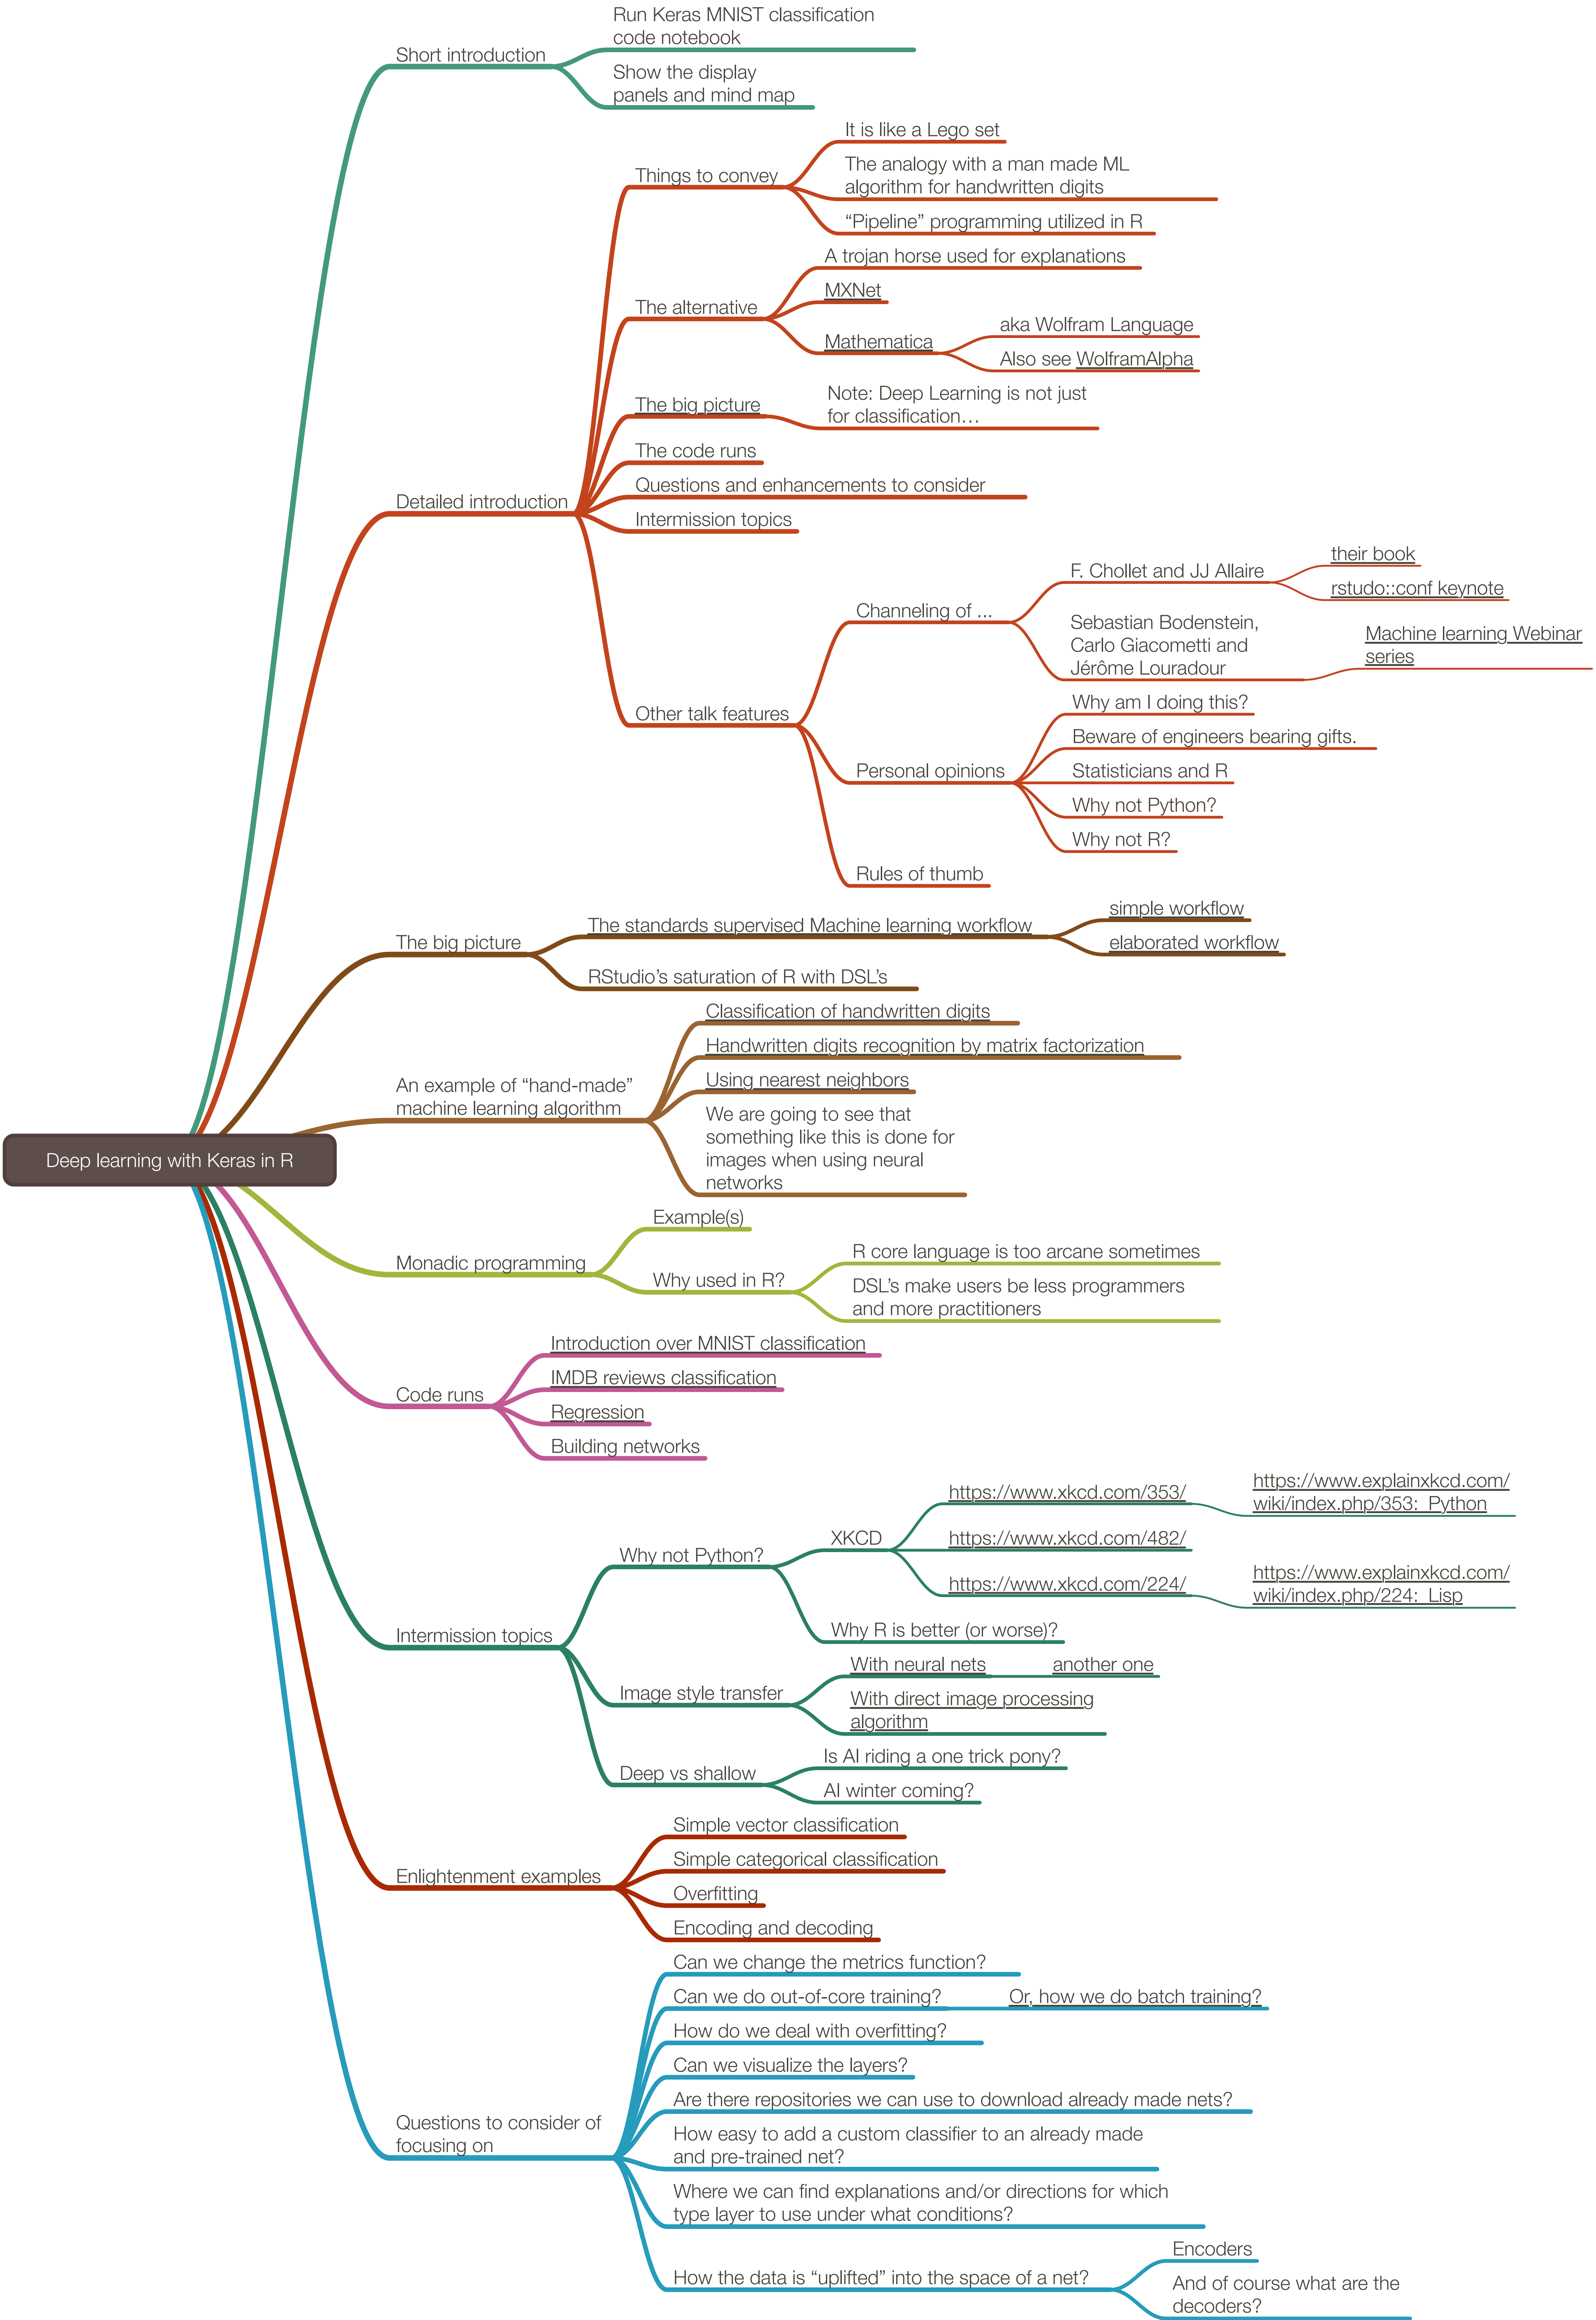 Deep learning with Keras in R
Short introduction
Run Keras MNIST classification
code notebook
Show the display
panels and mind map
Detailed introduction
Things to convey
It is like a Lego set
The analogy with a man made ML
algorithm for handwritten digits
“Pipeline” programming utilized in R
The alternative
A trojan horse used for explanations
MXNet
Mathematica
aka Wolfram Language
Also see WolframAlpha
The big picture
Note: Deep Learning is not just
for classification…
The code runs
Questions and enhancements to consider
Intermission topics
Other talk features
Channeling of ...
F. Chollet and JJ Allaire
their book
rstudo::conf keynote
Sebastian Bodenstein,
Carlo Giacometti and
Jérôme Louradour
Machine learning Webinar
series
Personal opinions
Why am I doing this?
Beware of engineers bearing gifts.
Statisticians and R
Why not Python?
Why not R?
Rules of thumb
The big picture
The standards supervised Machine learning workflow
simple workflow
elaborated workflow
RStudio’s saturation of R with DSL’s
An example of “hand-made”
machine learning algorithm
Classification of handwritten digits
Handwritten digits recognition by matrix factorization
Using nearest neighbors
We are going to see that
something like this is done for
images when using neural
networks
Monadic programming
Example(s)
Why used in R?
R core language is too arcane sometimes
DSL’s make users be less programmers
and more practitioners
Code runs
Introduction over MNIST classification
IMDB reviews classification
Regression
Building networks
Intermission topics
Why not Python?
XKCD
https://www.xkcd.com/353/
https://www.explainxkcd.com/
wiki/index.php/353:_Python
https://www.xkcd.com/482/
https://www.xkcd.com/224/
https://www.explainxkcd.com/
wiki/index.php/224:_Lisp
Why R is better (or worse)?
Image style transfer
With neural nets
another one
With direct image processing
algorithm
Deep vs shallow
Is AI riding a one trick pony?
AI winter coming?
Enlightenment examples
Simple vector classification
Simple categorical classification
Overfitting
Encoding and decoding
Questions to consider of
focusing on
Can we change the metrics function?
Can we do out-of-core training?
Or, how we do batch training?
How do we deal with overfitting?
Can we visualize the layers?
Are there repositories we can use to download already made nets?
How easy to add a custom classifier to an already made
and pre-trained net?
Where we can find explanations and/or directions for which
type layer to use under what conditions?
How the data is “uplifted” into the space of a net?
Encoders
And of course what are the
decoders?